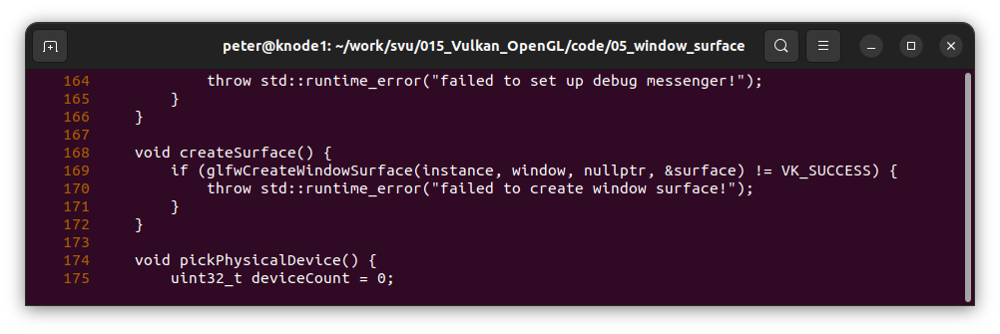 peter@knode1: ~/work/svu/015_Vulkan_OpenGL/code/05_window_surface
164             throw std::runtime_error("failed to set up debug messenger!");
165         }
166     }
167
168     void createSurface() {
169         if (glfwCreateWindowSurface(instance, window, nullptr, &surface) != VK_SUCCESS) {
170             throw std::runtime_error("failed to create window surface!");
171         }
172     }
173
174     void pickPhysicalDevice() {
175         uint32_t deviceCount = 0;